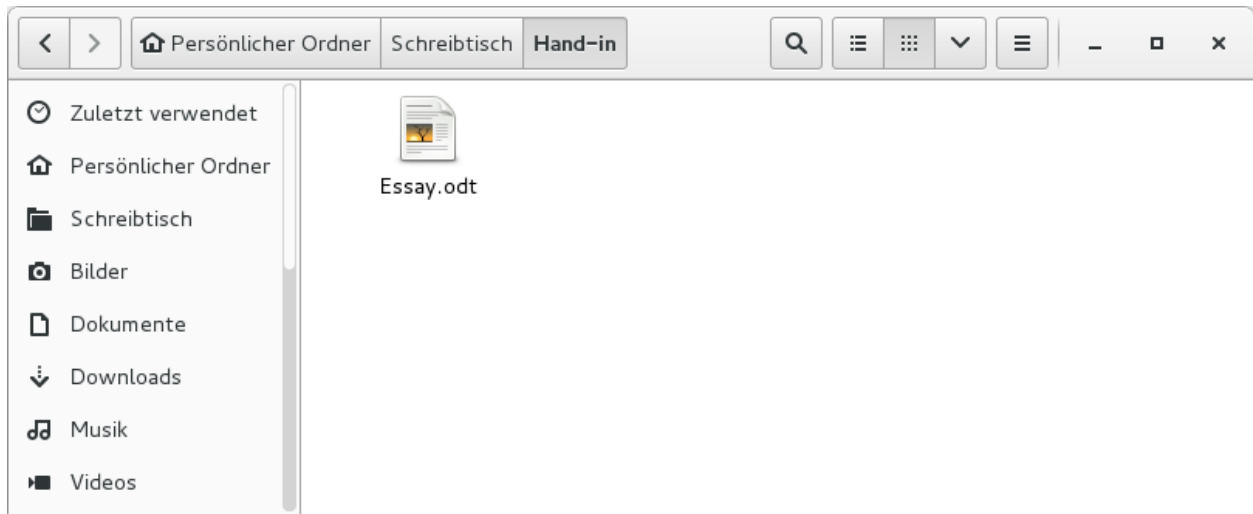 Persönlicher Ordner Schreibtisch Hand-in
Zuletzt verwendet
Persönlicher Ordner
Schreibtisch
Bilder
Dokumente
Downloads
Musik
Videos
Essay.odt